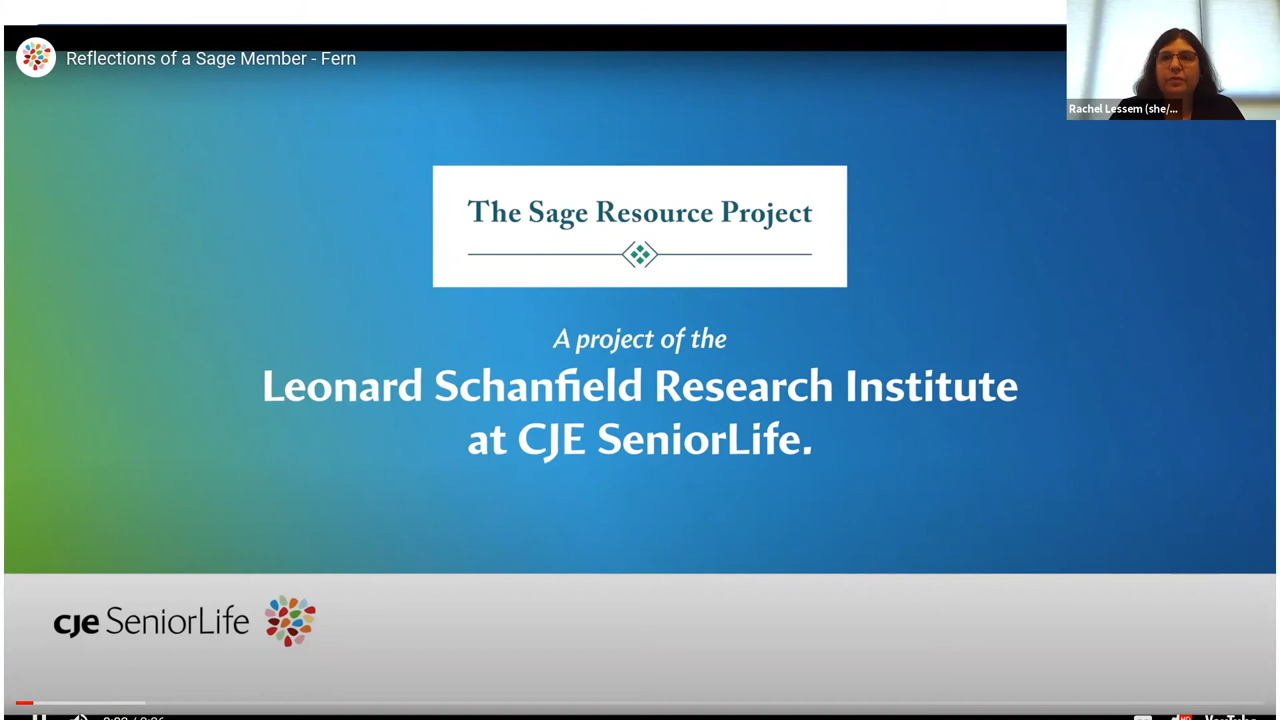 Reflections of a Sage Member - Fern
Rachel Lessem (she/...
The Sage Resource Project
A project of the
Leonard Schanfield Research Institute
at CJE SeniorLife.
cje SeniorLife